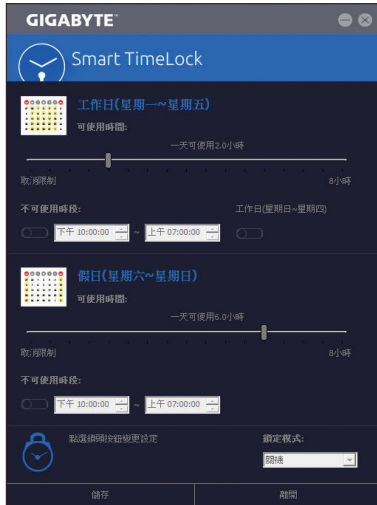 GIGABYTE™
Smart TimeLock
工作日(星期一~星期五)
可使用時間:
一天可使用2.0小時
取消限制 8小時
不可使用時段: 工作日(星期日~星期四)
下午 10:00:00 ~ 上午 07:00:00
假日(星期六~星期日)
可使用時間:
一天可使用6.0小時
取消限制 8小時
不可使用時段:
下午 10:00:00 ~ 上午 07:00:00
點選鎖頭按鈕變更設定 鎖定模式:
關機
儲存 離開